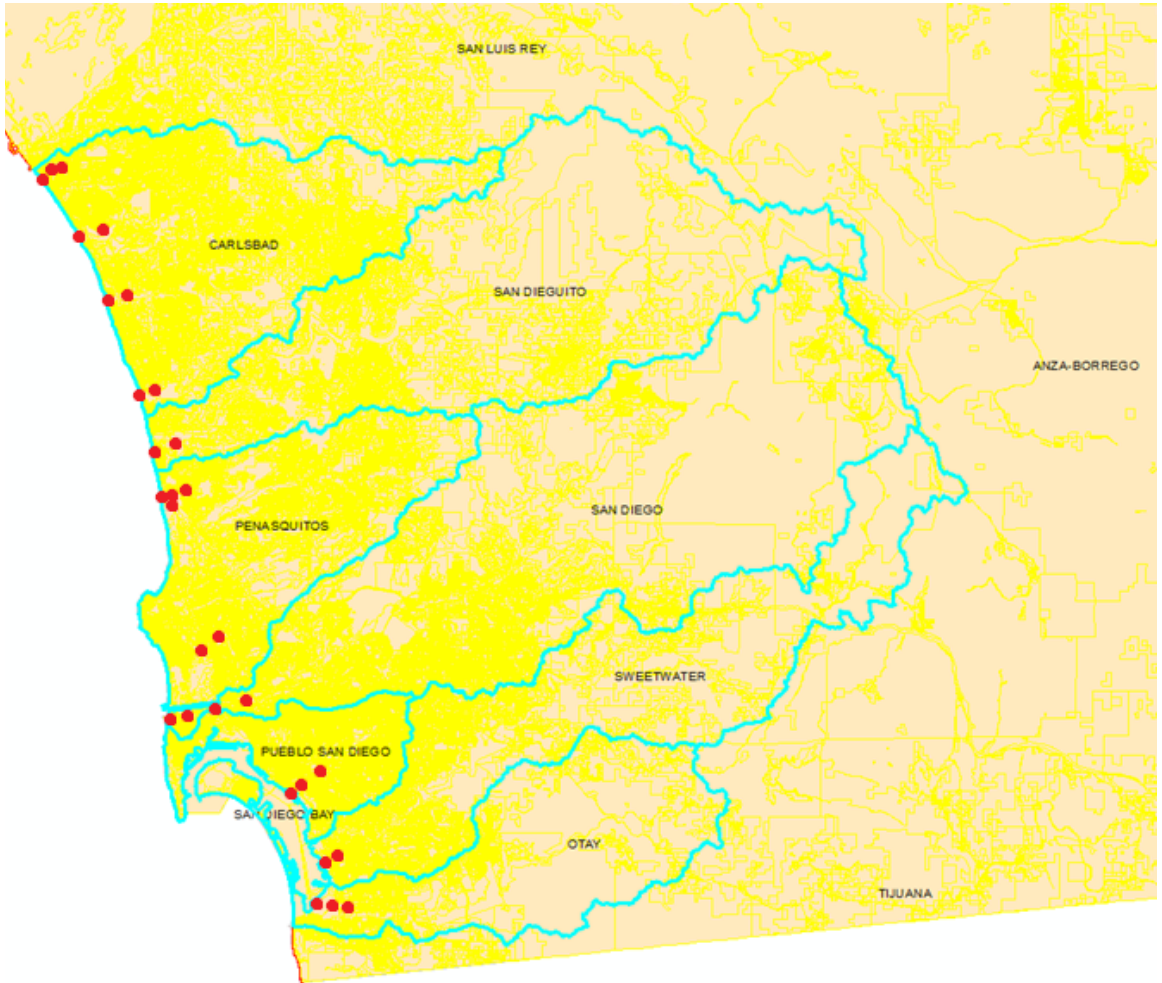 SAN LUIS REY
CARLSBAD
SAN DIEGUITO
ANZA-BORREGO
SAN DIEGO
PENASQUITOS
SWEETWATER
PUEBLO SAN DIEGO
SAN DIEGO BAY
OTAY
TIJUANA